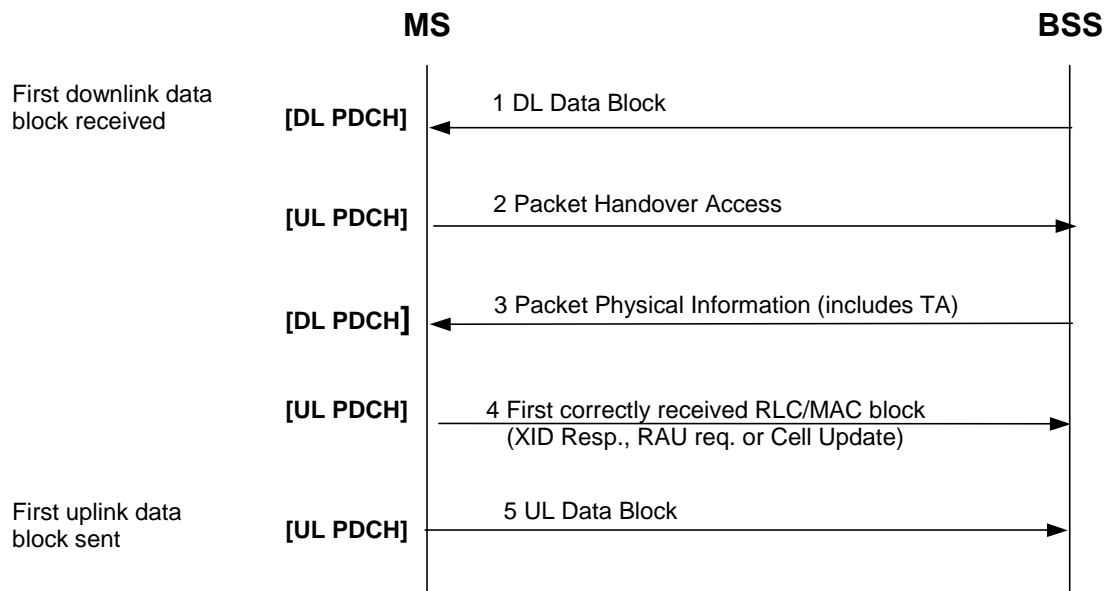 MS
BSS
First downlink data
block received
[DL PDCH]
1 DL Data Block
[UL PDCH]
2 Packet Handover Access
[DL PDCH]
3 Packet Physical Information (includes TA)
[UL PDCH]
4 First correctly received RLC/MAC block
(XID Resp., RAU req. or Cell Update)
First uplink data
block sent
[UL PDCH]
5 UL Data Block